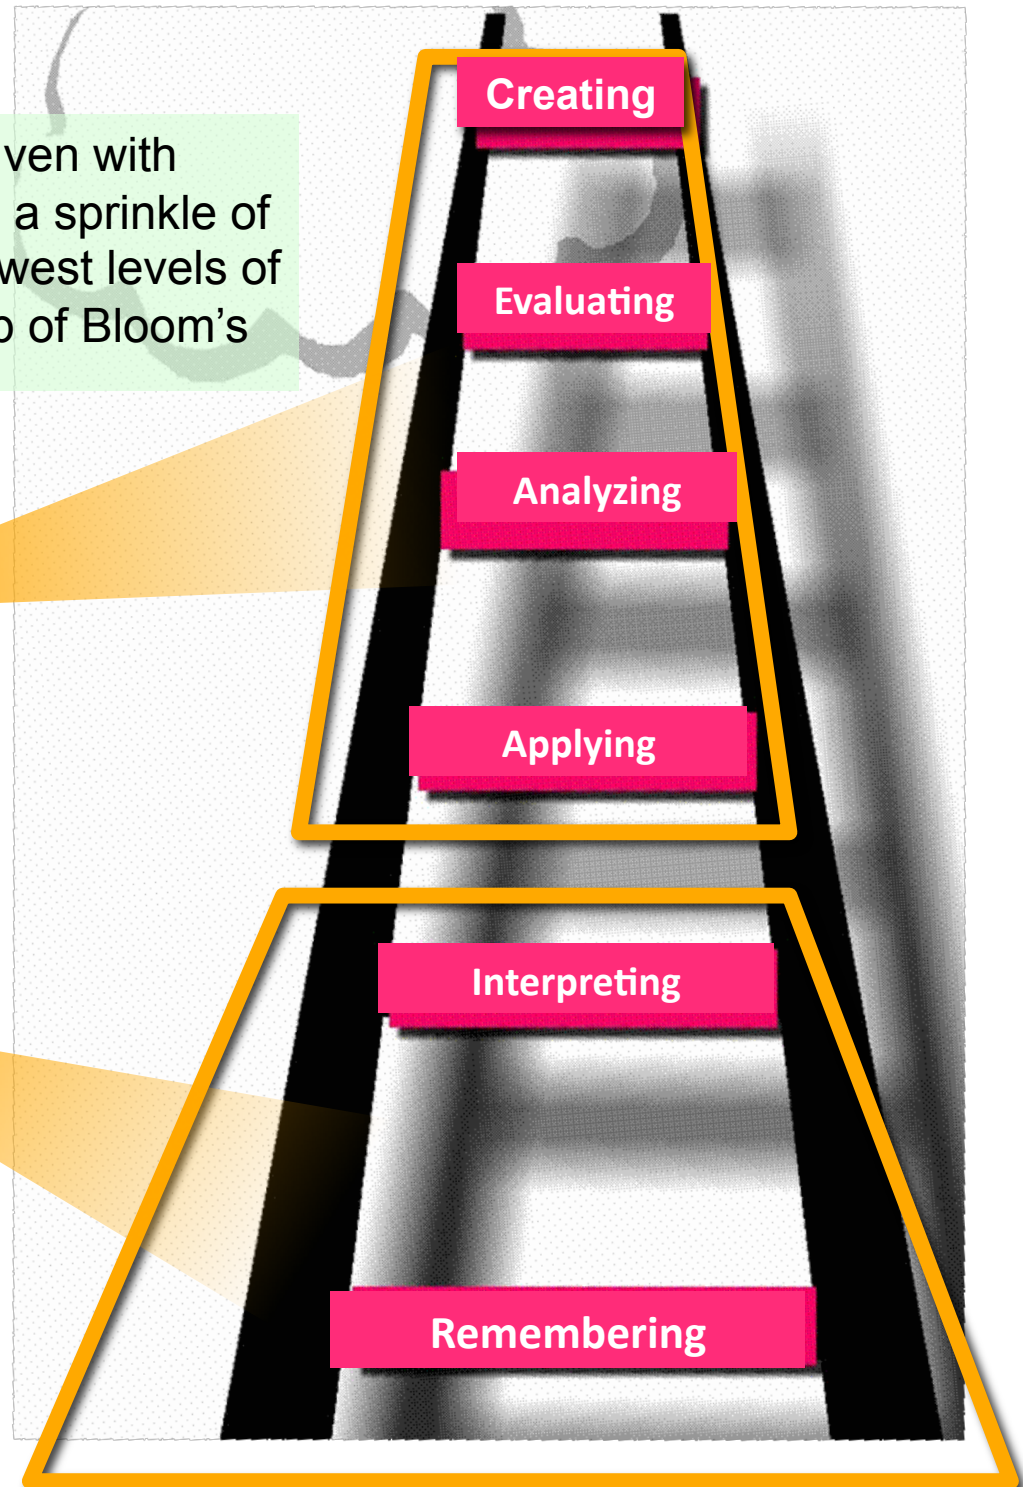 Creating
ven with
a sprinkle of
west levels of
of Bloom's
Evaluating
Analyzing
Applying
Interpreting
Remembering